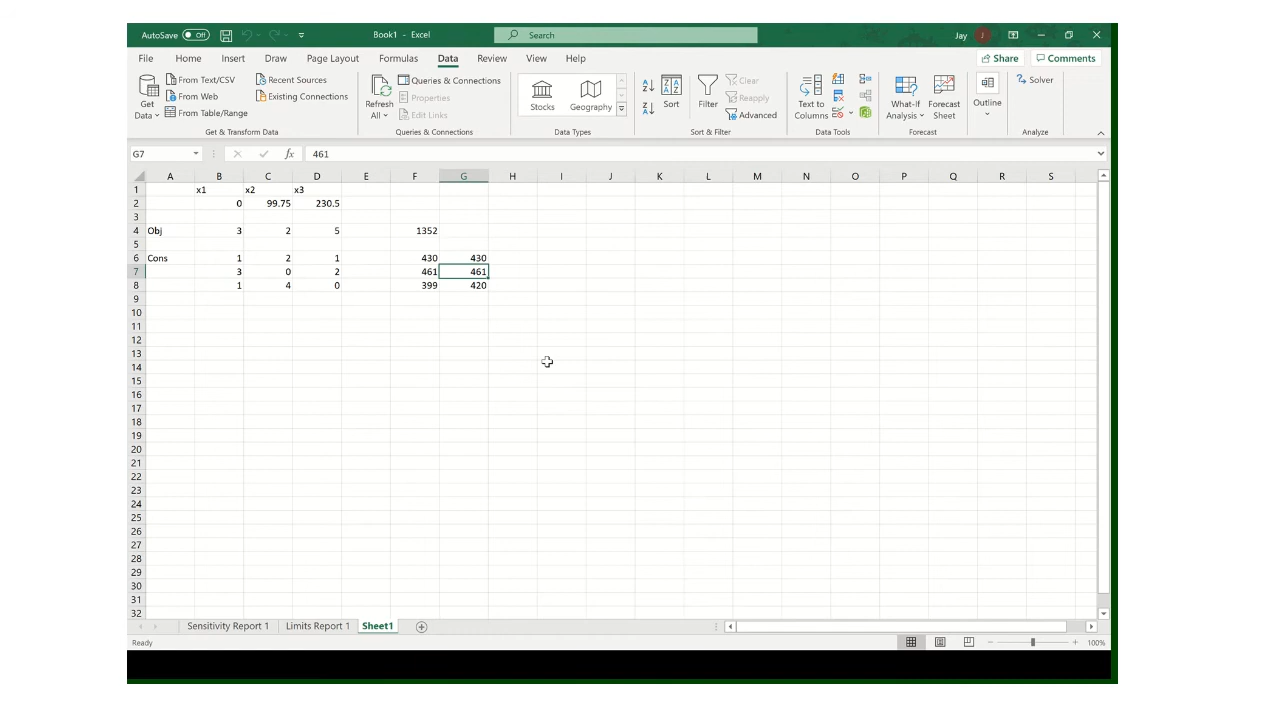 AutoSave Off Book1 - Excel Search Jay J
File Home Insert Draw Page Layout Formulas Data Review View Help Share Comments
Get Data From Text/CSV From Web From Table/Range Recent Sources Existing Connections
Get & Transform Data
Refresh All Queries & Connections Properties Edit Links
Queries & Connections
Stocks Geography
Data Types
A Z Z A Sort Filter Clear Reapply Advanced
Sort & Filter
Text to Columns
Data Tools
What-If Analysis Forecast Sheet
Forecast
Outline
Solver
Analyze
G7 fx 461
A B C D E F G H I J K L M N O P Q R S
1 x1 x2 x3
2 0 99.75 230.5
3
4 Obj 3 2 5 1352
5
6 Cons 1 2 1 430 430
7 3 0 2 461 461
8 1 4 0 399 420
9
10
11
12
13
14
15
16
17
18
19
20
21
22
23
24
25
26
27
28
29
30
31
32
Sensitivity Report 1 Limits Report 1 Sheet1
Ready 100%